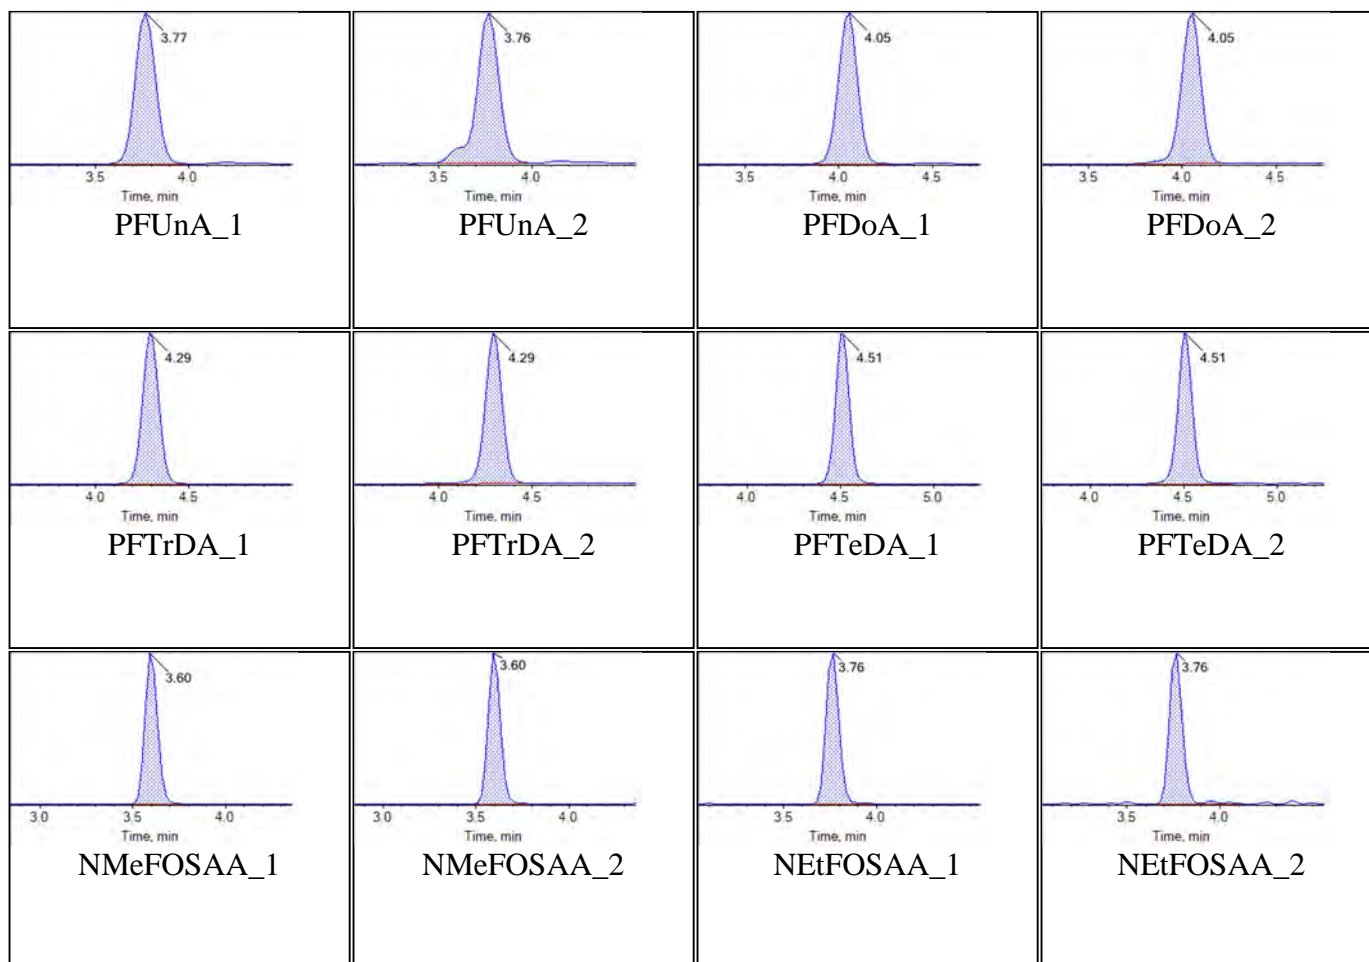 3.77
3.5
4.0
Time, min
PFUnA_1
3.76
3.5
4.0
Time, min
PFUnA_2
4.05
3.5
4.0
4.5
Time, min
PFDoA_1
4.05
3.5
4.0
4.5
Time, min
PFDoA_2
4.29
4.0
4.5
Time, min
PFTrDA_1
4.29
4.0
4.5
Time, min
PFTrDA_2
4.51
4.0
4.5
5.0
Time, min
PFTeDA_1
4.51
4.0
4.5
5.0
Time, min
PFTeDA_2
3.60
3.0
3.5
4.0
Time, min
NMeFOSAA_1
3.60
3.0
3.5
4.0
Time, min
NMeFOSAA_2
3.76
3.5
4.0
Time, min
NEtFOSAA_1
3.76
3.5
4.0
Time, min
NEtFOSAA_2